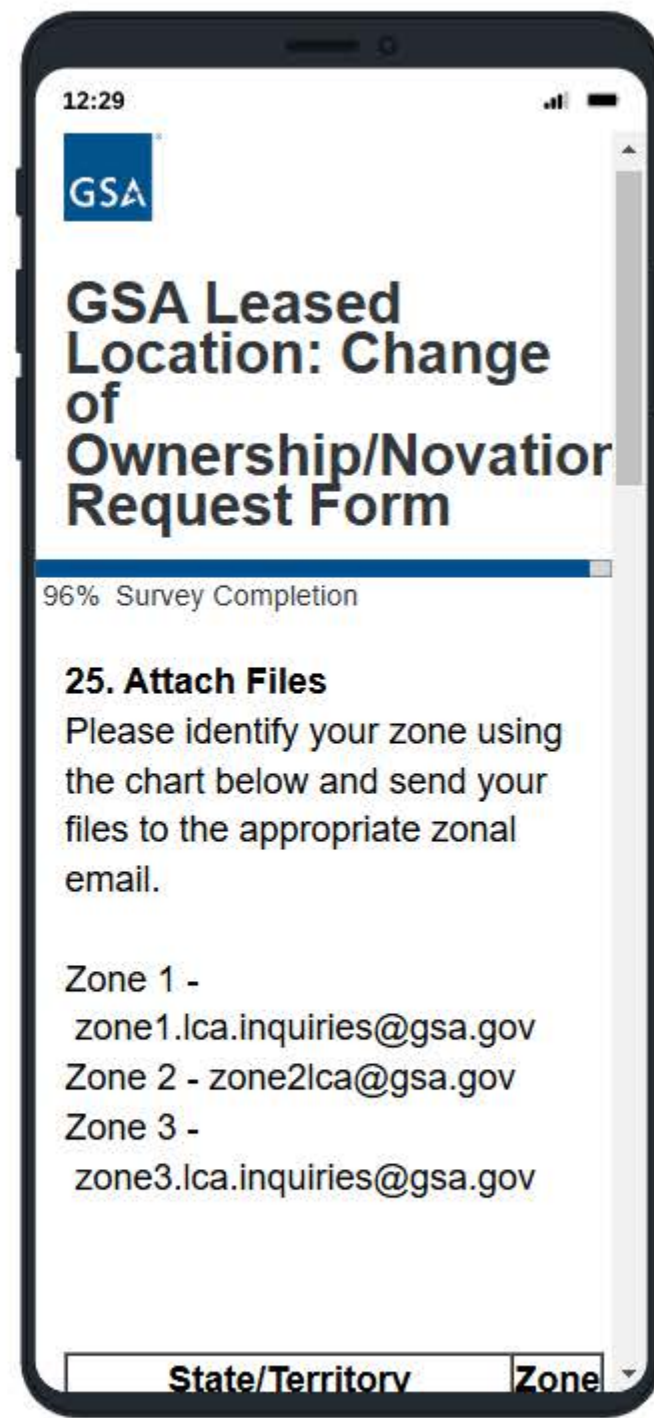 12:29
GSA
GSA Leased
Location: Change
of
Ownership/Novation
Request Form
96% Survey Completion
25. Attach Files
Please identify your zone using
the chart below and send your
files to the appropriate zonal
email.
Zone 1 -
zone1.lca.inquiries@gsa.gov
Zone 2 - zone2lca@gsa.gov
Zone 3 -
zone3.lca.inquiries@gsa.gov
State/Territory Zone